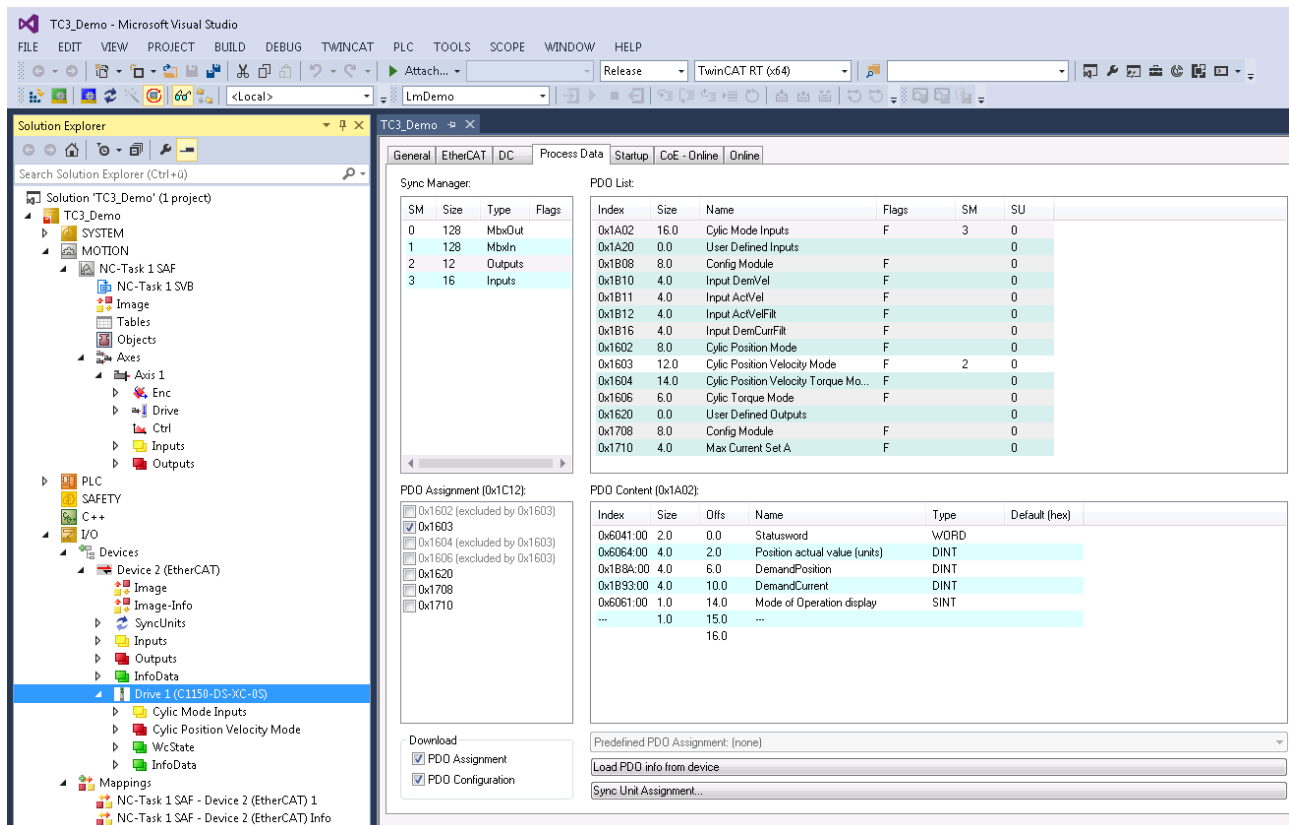 TC3_Demo - Microsoft Visual Studio
FILE EDIT VIEW PROJECT BUILD DEBUG TWINCAT PLC TOOLS SCOPE WINDOW HELP
Attach... Release TwinCAT RT (x64)
<Local> LmDemo
Solution Explorer
Search Solution Explorer (Ctrl+ü)
Solution 'TC3_Demo' (1 project)
TC3_Demo
SYSTEM
MOTION
NC-Task 1 SAF
NC-Task 1 SVB
Image
Tables
Objects
Axes
Axis 1
Enc
Drive
Ctrl
Inputs
Outputs
PLC
SAFETY
C++
I/O
Devices
Device 2 (EtherCAT)
Image
Image-Info
SyncUnits
Inputs
Outputs
InfoData
Drive 1 (C1150-DS-XC-0S)
Cylic Mode Inputs
Cylic Position Velocity Mode
WcState
InfoData
Mappings
NC-Task 1 SAF - Device 2 (EtherCAT) 1
NC-Task 1 SAF - Device 2 (EtherCAT) Info
TC3_Demo
General EtherCAT DC Process Data Startup CoE - Online Online
Sync Manager:
SM Size Type Flags
0 128 MbxOut
1 128 MbxIn
2 12 Outputs
3 16 Inputs
PDO List:
Index Size Name Flags SM SU
0x1A02 16.0 Cylic Mode Inputs F 3 0
0x1A20 0.0 User Defined Inputs 0
0x1B08 8.0 Config Module F 0
0x1B10 4.0 Input DemVel F 0
0x1B11 4.0 Input ActVel F 0
0x1B12 4.0 Input ActVelFilt F 0
0x1B16 4.0 Input DemCurrFilt F 0
0x1602 8.0 Cylic Position Mode F 0
0x1603 12.0 Cylic Position Velocity Mode F 2 0
0x1604 14.0 Cylic Position Velocity Torque Mo... F 0
0x1606 6.0 Cylic Torque Mode F 0
0x1620 0.0 User Defined Outputs 0
0x1708 8.0 Config Module F 0
0x1710 4.0 Max Current Set A F 0
PDO Assignment (0x1C12):
0x1602 (excluded by 0x1603)
0x1603
0x1604 (excluded by 0x1603)
0x1606 (excluded by 0x1603)
0x1620
0x1708
0x1710
PDO Content (0x1A02):
Index Size Offs Name Type Default (hex)
0x6041:00 2.0 0.0 Statusword WORD
0x6064:00 4.0 2.0 Position actual value (units) DINT
0x1B8A:00 4.0 6.0 DemandPosition DINT
0x1B93:00 4.0 10.0 DemandCurrent DINT
0x6061:00 1.0 14.0 Mode of Operation display SINT
--- 1.0 15.0 ---
16.0
Download
PDO Assignment
PDO Configuration
Predefined PDO Assignment: (none)
Load PDO info from device
Sync Unit Assignment...